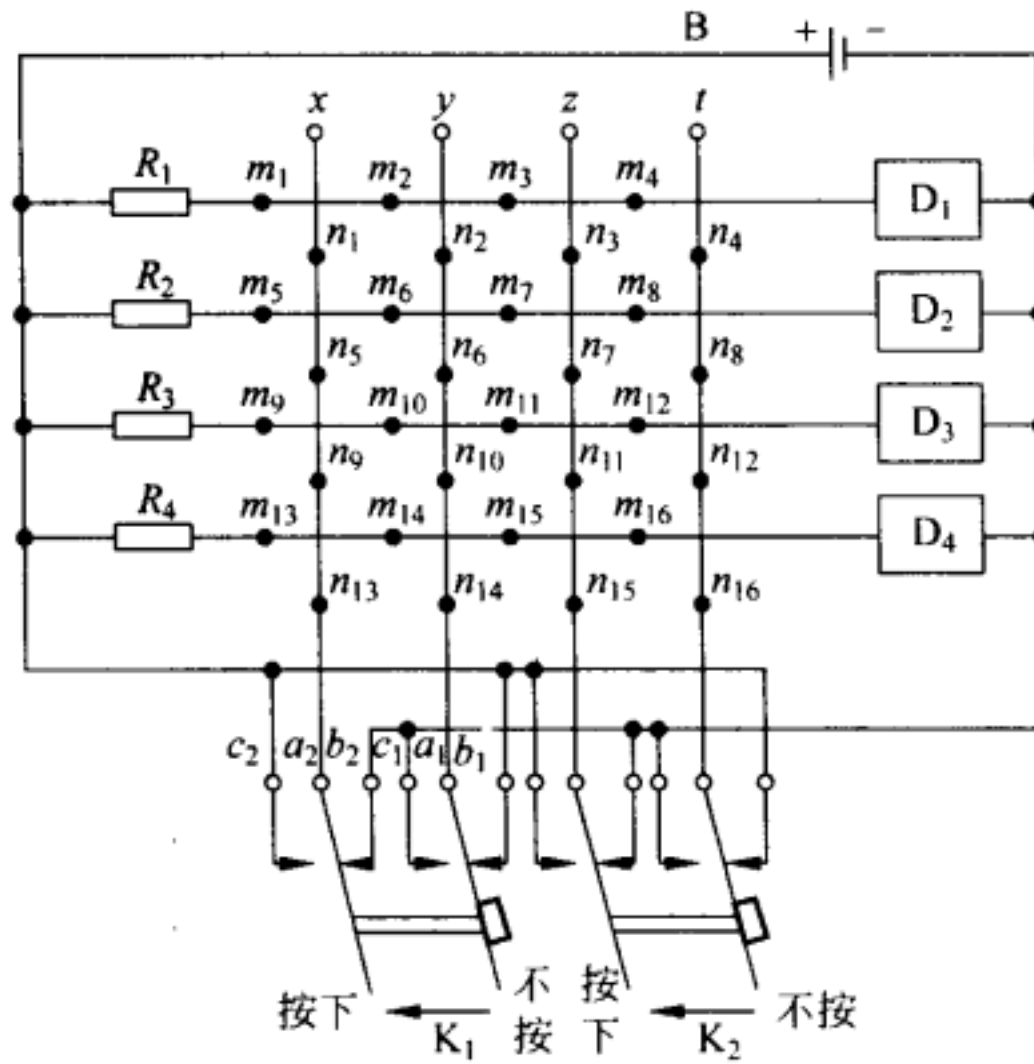 B + −
x y z t
R₁ m₁ m₂ m₃ m₄ D₁
n₁ n₂ n₃ n₄
R₂ m₅ m₆ m₇ m₈ D₂
n₅ n₆ n₇ n₈
R₃ m₉ m₁₀ m₁₁ m₁₂ D₃
n₉ n₁₀ n₁₁ n₁₂
R₄ m₁₃ m₁₄ m₁₅ m₁₆ D₄
n₁₃ n₁₄ n₁₅ n₁₆
c₂ a₂ b₂ c₁ a₁ b₁
按下 K₁ 不按 按下 K₂ 不按